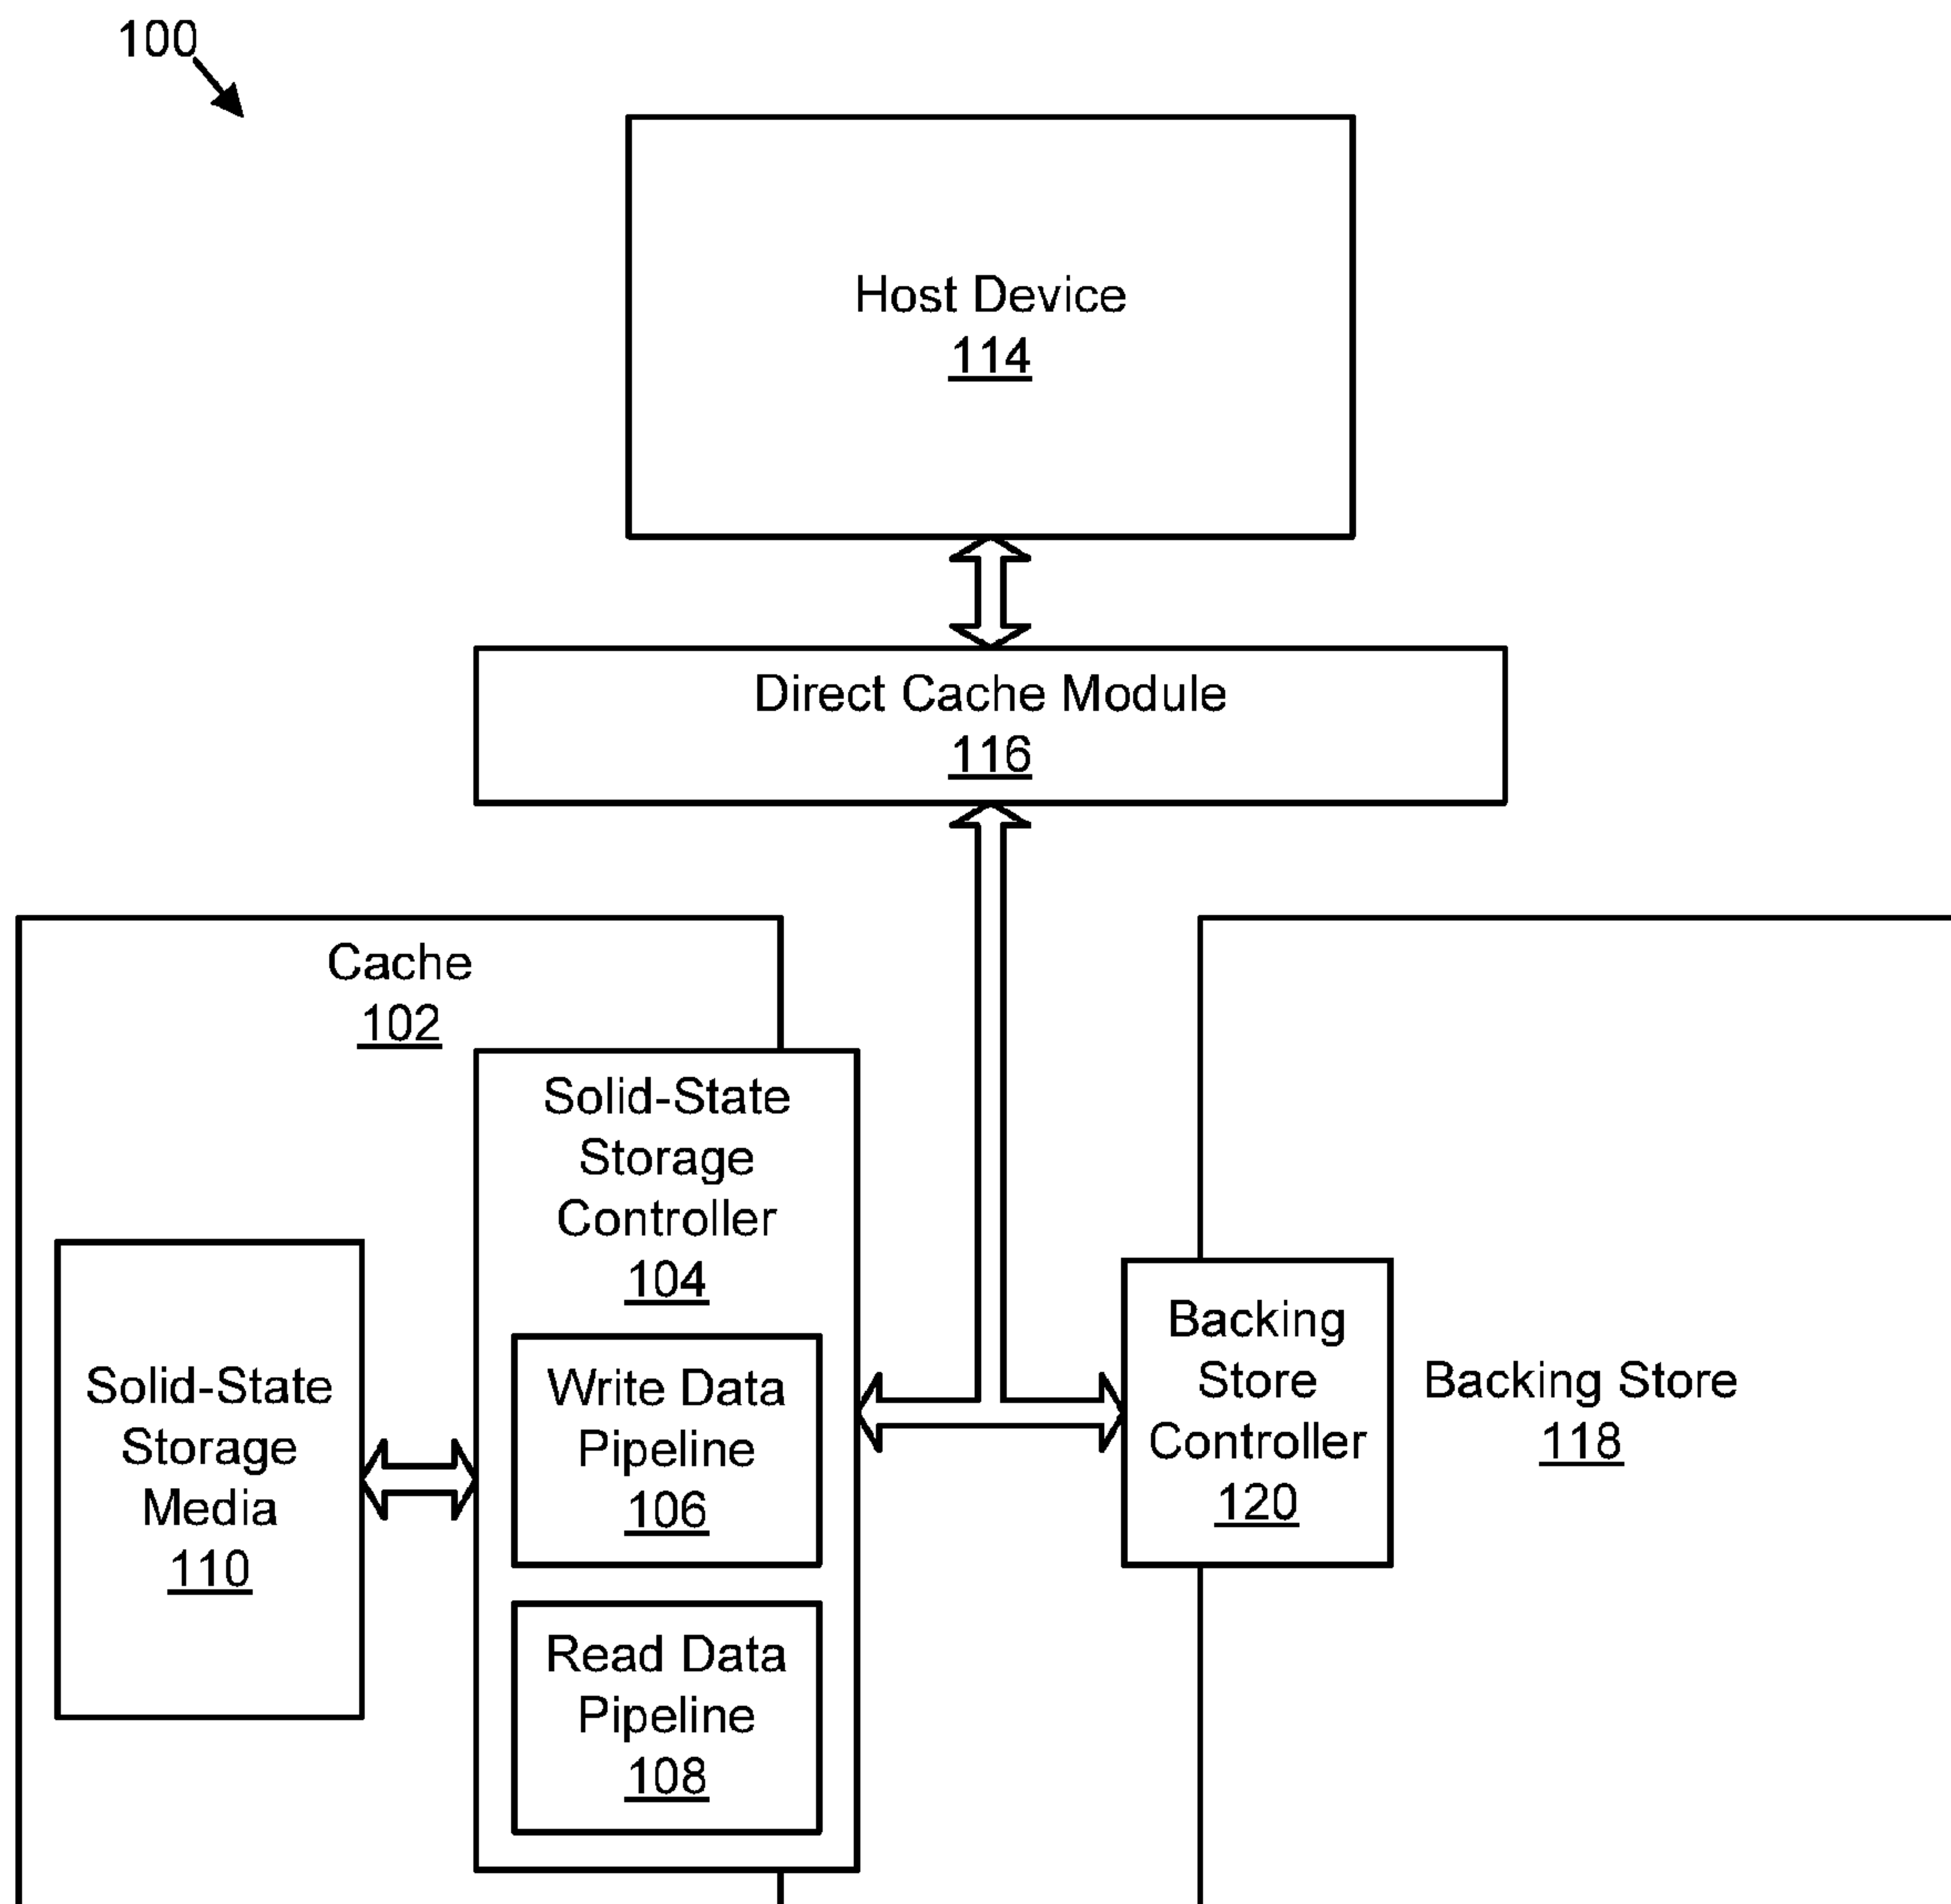 100
Host Device
114
Direct Cache Module
116
Cache
102
Solid-State
Storage
Controller
104
Solid-State
Storage
Media
110
Write Data
Pipeline
106
Read Data
Pipeline
108
Backing
Store
Controller
120
Backing Store
118